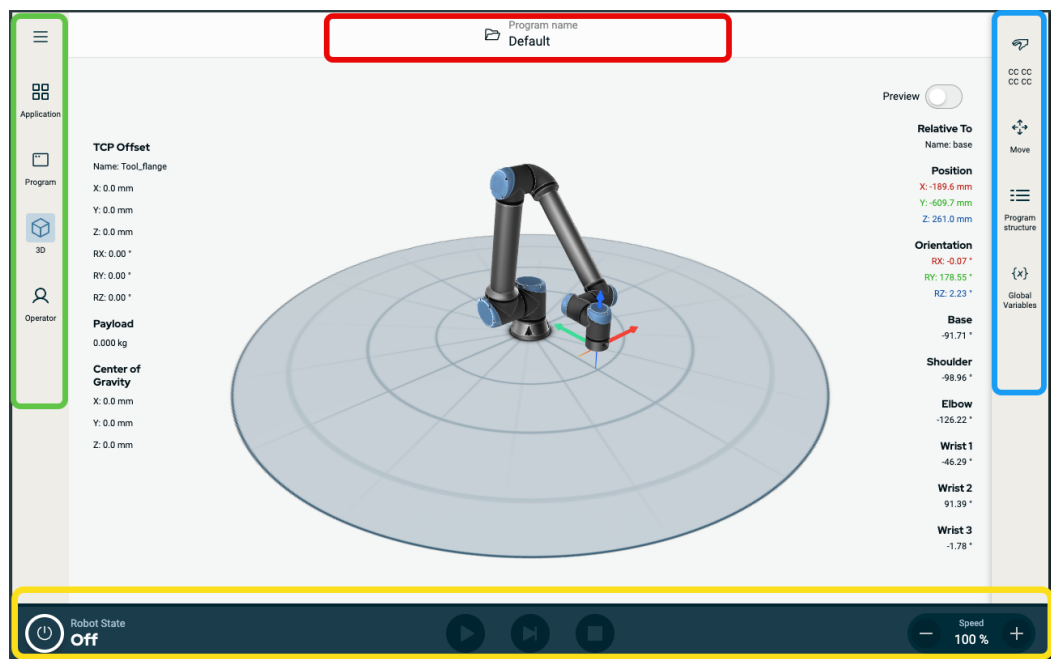 Program name
Default
Application
Program
3D
Operator
TCP Offset
Name: Tool_flange
X: 0.0 mm
Y: 0.0 mm
Z: 0.0 mm
RX: 0.00 °
RY: 0.00 °
RZ: 0.00 °
Payload
0.000 kg
Center of
Gravity
X: 0.0 mm
Y: 0.0 mm
Z: 0.0 mm
Preview
Relative To
Name: base
Position
X: -189.6 mm
Y: -609.7 mm
Z: 261.0 mm
Orientation
RX: -0.07 °
RY: 178.55 °
RZ: 2.23 °
Base
-91.71 °
Shoulder
-98.96 °
Elbow
-126.22 °
Wrist 1
-46.29 °
Wrist 2
91.39 °
Wrist 3
-1.78 °
CC CC
CC CC
Move
Program
structure
{x}
Global
Variables
Robot State
Off
Speed
100 %